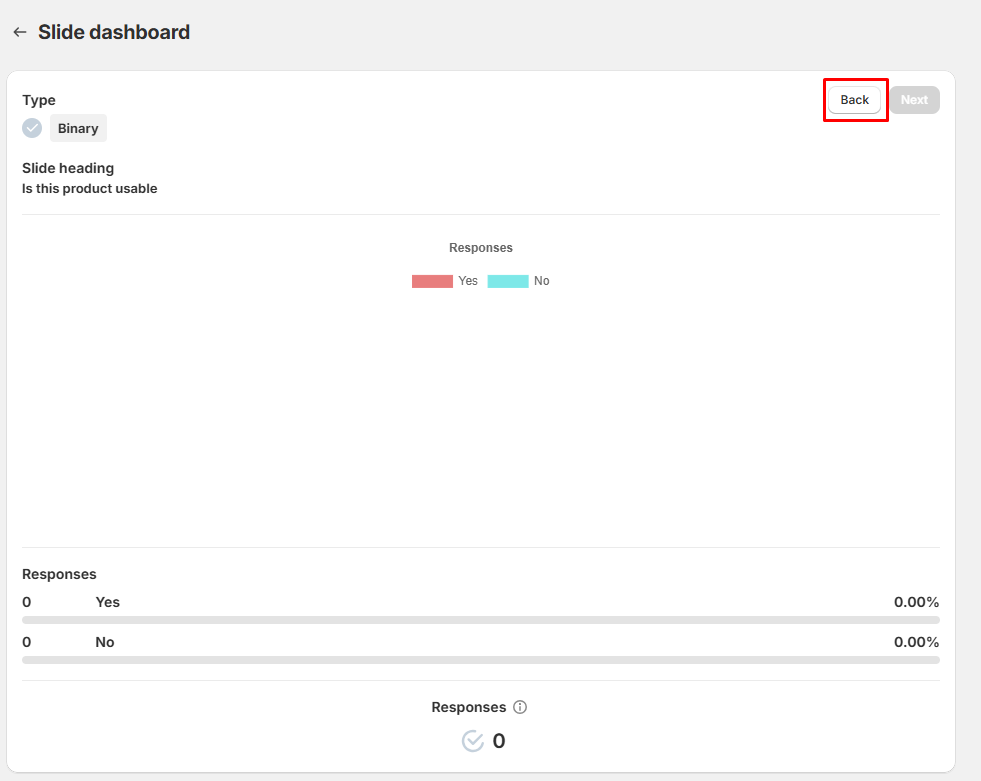 Slide dashboard
Type
Back Next
Binary
Slide heading
Is this product usable
Responses
Yes No
Responses
0 Yes 0.00%
0 No 0.00%
Responses
0